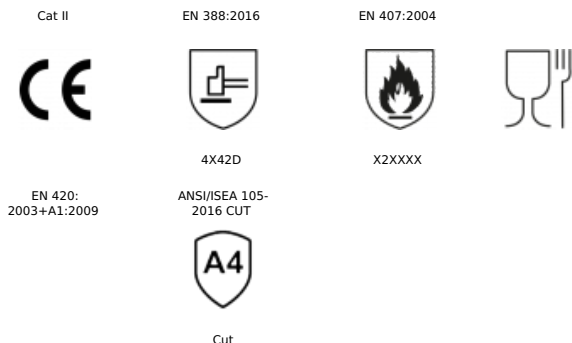 Cat II
EN 388:2016
EN 407:2004
CE
4X42D
X2XXXX
EN 420:
2003+A1:2009
ANSI/ISEA 105-
2016 CUT
A4
Cut